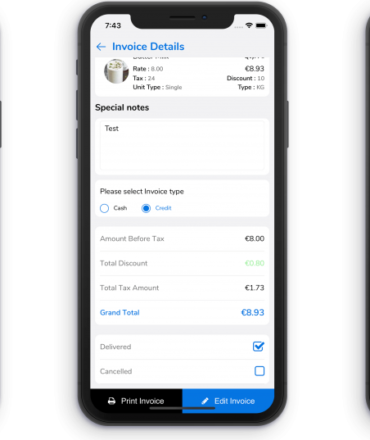 7:43
Invoice Details
Rate : 8.00 €8.93
Tax : 24 Discount : 10
Unit Type : Single Type : KG
Special notes
Test
Please select Invoice type
Cash Credit
Amount Before Tax €8.00
Total Discount €0.80
Total Tax Amount €1.73
Grand Total €8.93
Delivered
Cancelled
Print Invoice Edit Invoice